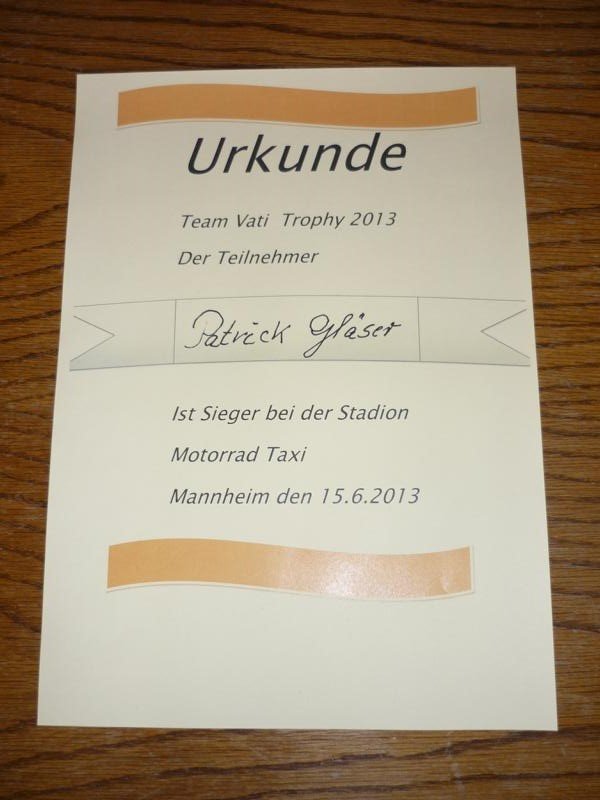 Urkunde
Team Vati Trophy 2013
Der Teilnehmer
Patrick Gläser
Ist Sieger bei der Stadion
Motorrad Taxi
Mannheim den 15.6.2013